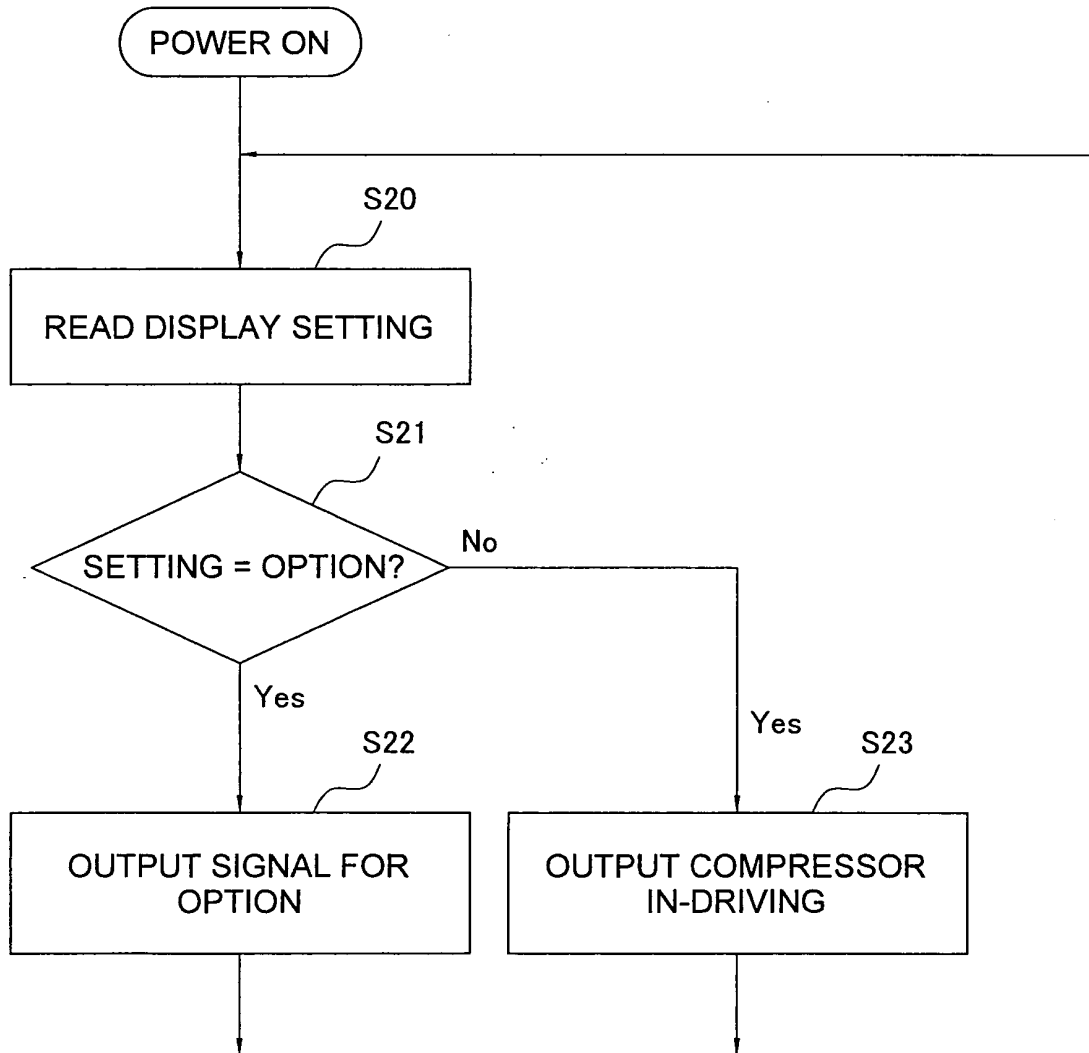 POWER ON
S20
READ DISPLAY SETTING
S21
SETTING = OPTION?
No
Yes
Yes
S22
S23
OUTPUT SIGNAL FOR
OPTION
OUTPUT COMPRESSOR
IN-DRIVING